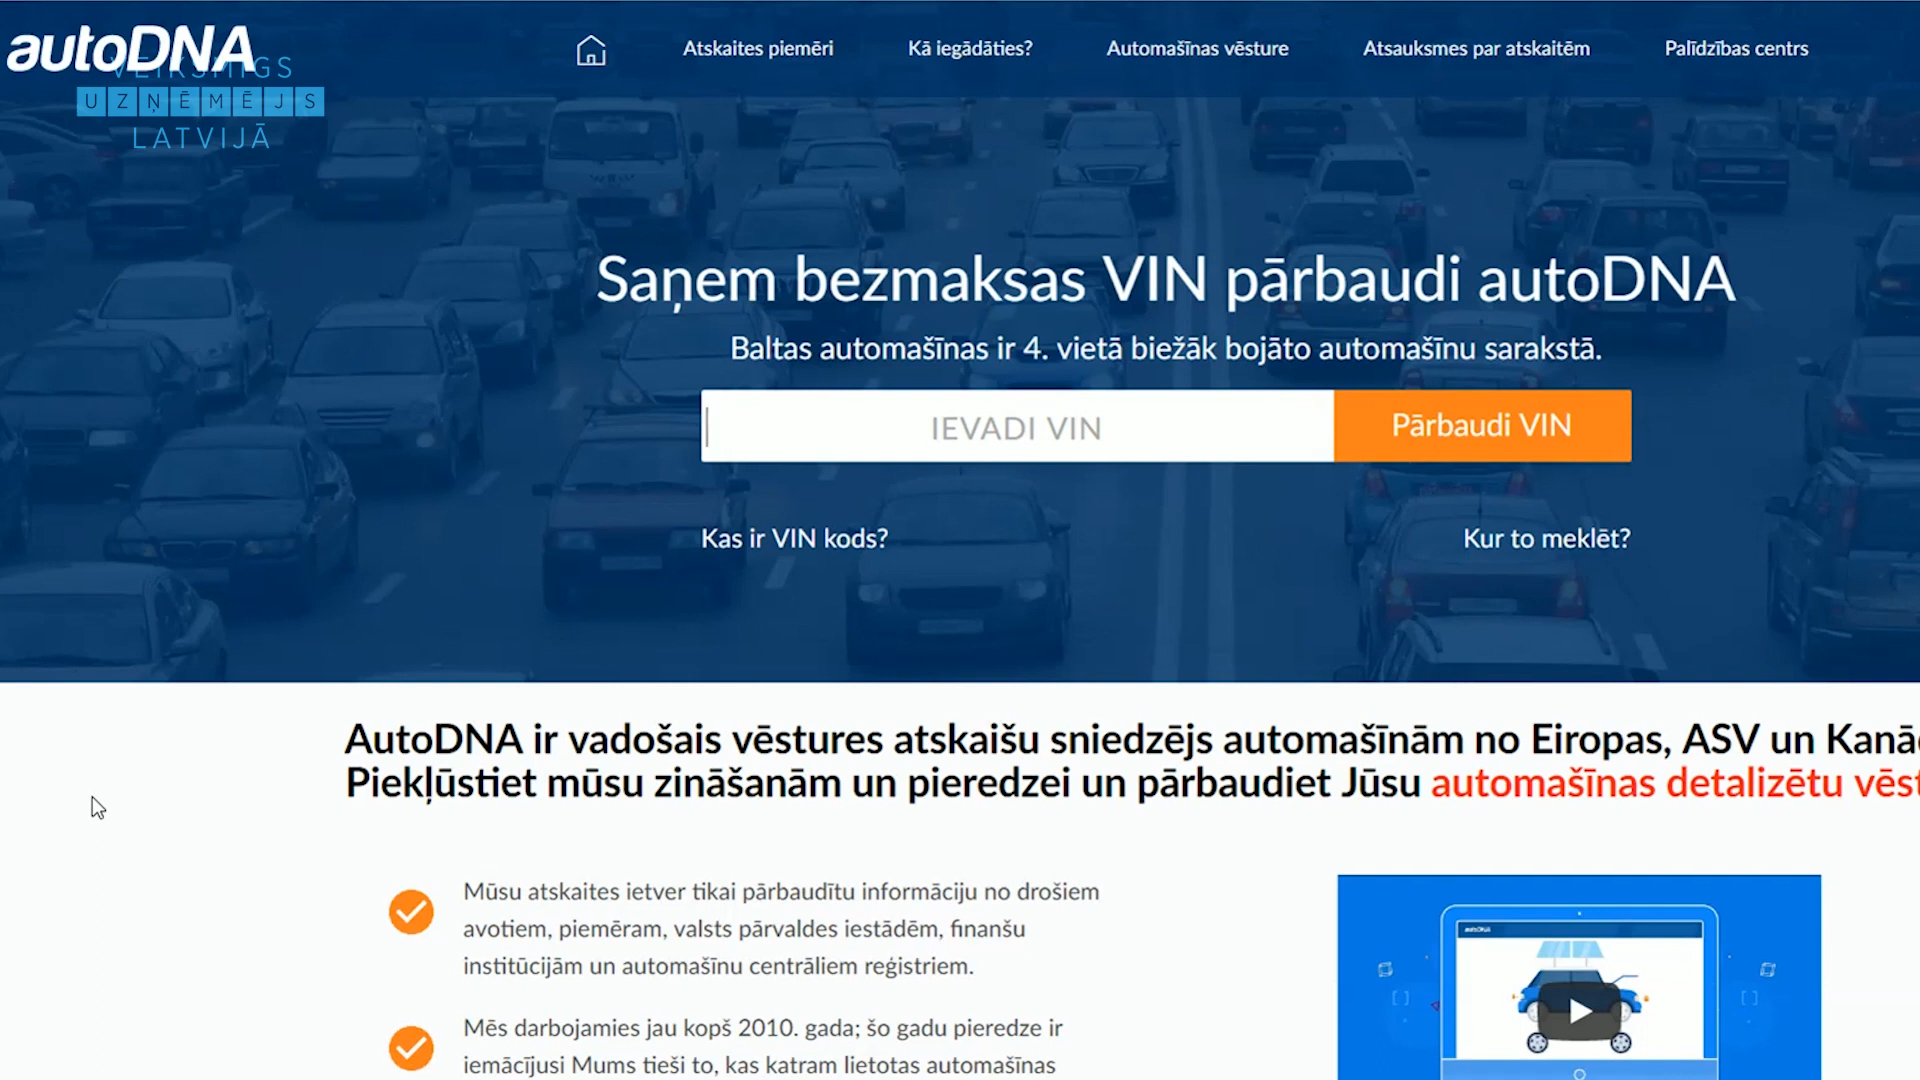 autoDNA
VEIKSMĪGS
UZŅĒMĒJS
LATVIJĀ
Atskaites piemēri
Kā iegādāties?
Automašīnas vēsture
Atsauksmes par atskaitēm
Palīdzības centrs
Saņem bezmaksas VIN pārbaudi autoDNA
Baltas automašīnas ir 4. vietā biežāk bojāto automašīnu sarakstā.
IEVADI VIN
Pārbaudi VIN
Kas ir VIN kods?
Kur to meklēt?
AutoDNA ir vadošais vēstures atskaišu sniedzējs automašīnām no Eiropas, ASV un Kanā
Piekļūstiet mūsu zināšanām un pieredzei un pārbaudiet Jūsu automašīnas detalizētu vēs
Mūsu atskaites ietver tikai pārbaudītu informāciju no drošiem
avotiem, piemēram, valsts pārvaldes iestādēm, finanšu
institūcijām un automašīnu centrāliem reģistriem.
Mēs darbojamies jau kopš 2010. gada; šo gadu pieredze ir
iemācījusi Mums tieši to, kas katram lietotas automašīnas
autoDNA